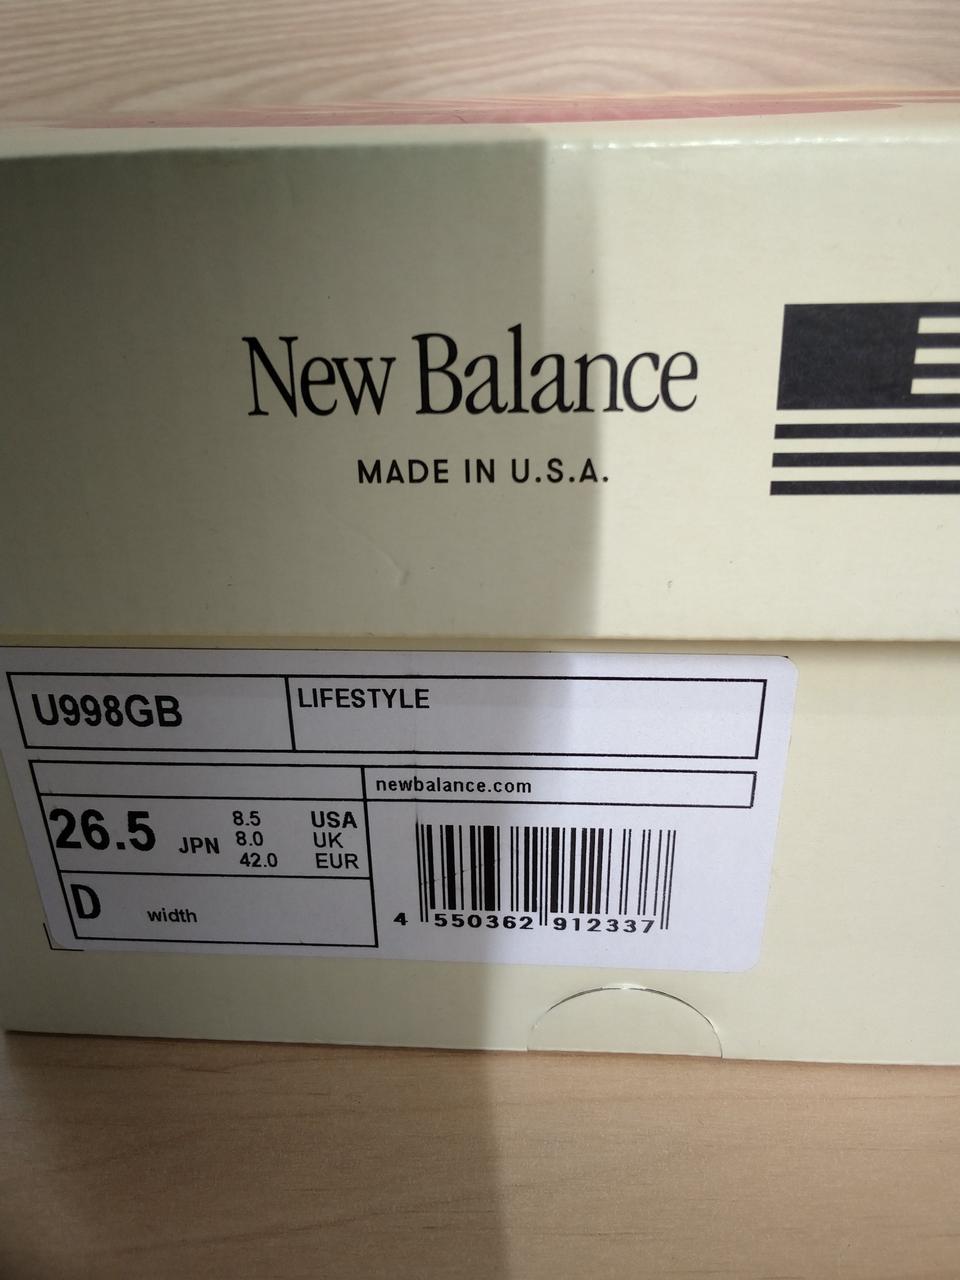 New Balance
MADE IN U.S.A.
U998GB
LIFESTYLE
newbalance.com
26.5 JPN
8.5 USA
8.0 UK
42.0 EUR
D width
4 550362 912337